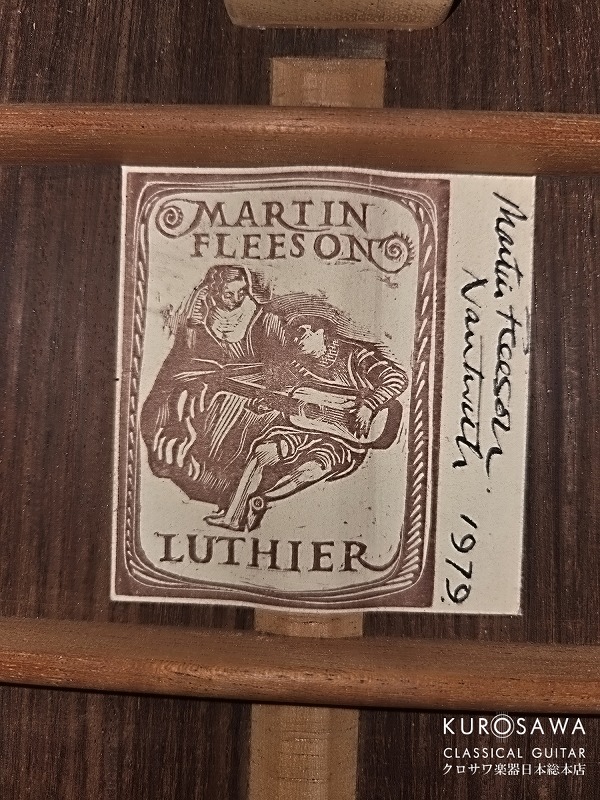 MARTIN
FLEESON
LUTHIER
Martin Fleeson
Nantwich 1979
KUROSAWA
CLASSICAL GUITAR
クロサワ楽器日本総本店